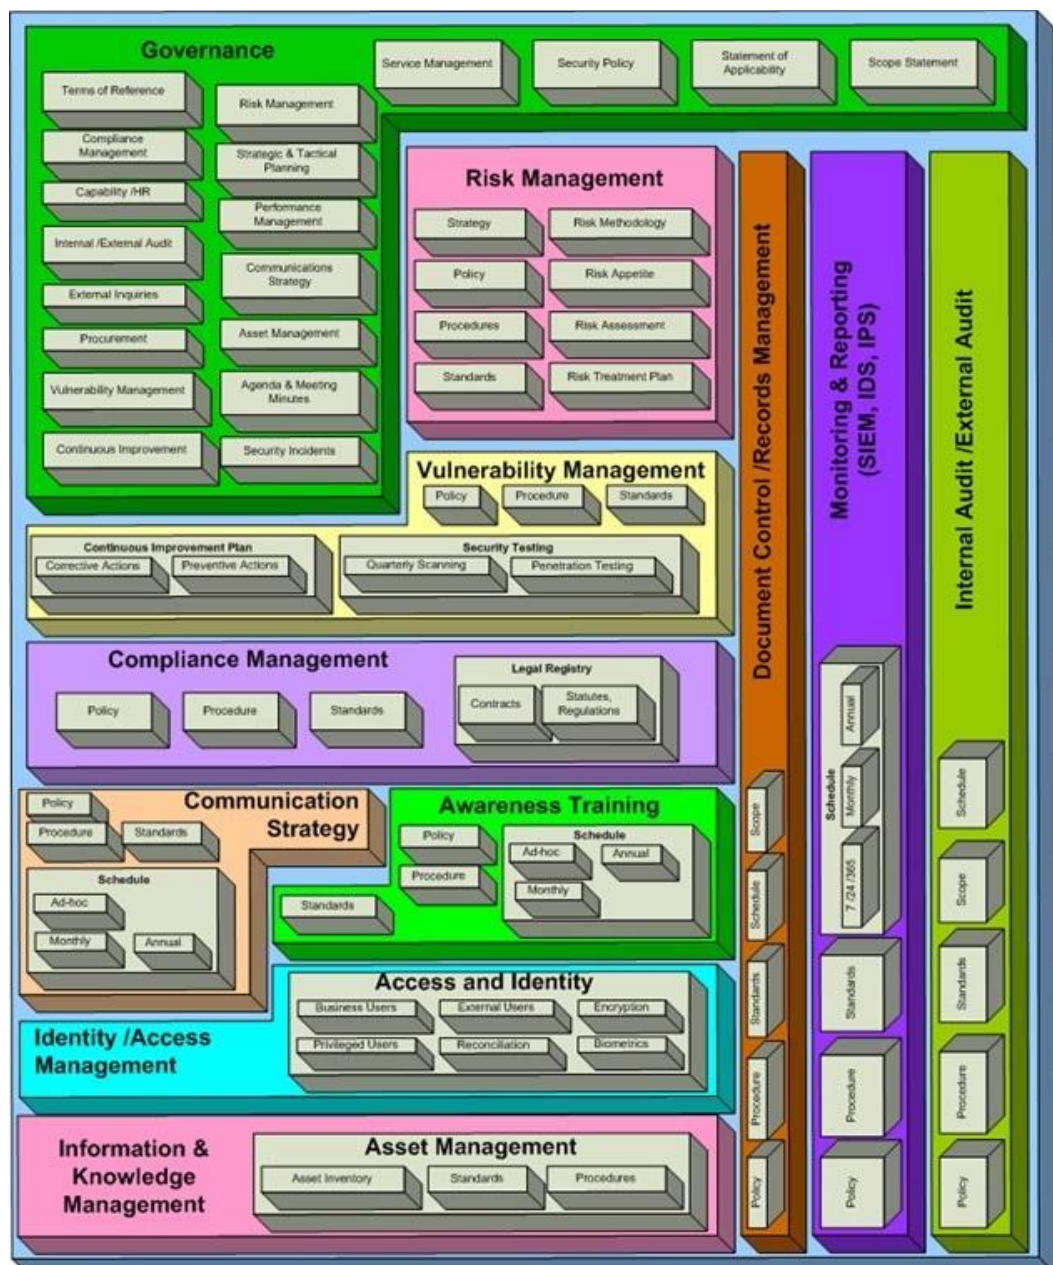 Governance
Service Management
Security Policy
Statement of
Applicability
Scope Statement
Terms of Reference
Risk Management
Compliance
Management
Strategic & Tactical
Planning
Capability /HR
Performance
Management
Internal /External Audit
Communications
Strategy
External Inquiries
Asset Management
Procurement
Vulnerability Management
Agenda & Meeting
Minutes
Continuous Improvement
Security Incidents
Risk Management
Strategy
Risk Methodology
Policy
Risk Appetite
Procedures
Risk Assessment
Standards
Risk Treatment Plan
Vulnerability Management
Policy
Procedure
Standards
Continuous Improvement Plan
Corrective Actions
Preventive Actions
Security Testing
Quarterly Scanning
Penetration Testing
Compliance Management
Policy
Procedure
Standards
Legal Registry
Contracts
Statutes,
Regulations
Communication
Strategy
Policy
Procedure
Standards
Schedule
Ad-hoc
Monthly
Annual
Awareness Training
Policy
Procedure
Standards
Schedule
Ad-hoc
Annual
Monthly
Identity /Access
Management
Access and Identity
Business Users
External Users
Encryption
Privileged Users
Reconciliation
Biometrics
Information &
Knowledge
Management
Asset Management
Asset Inventory
Standards
Procedures
Document Control /Records Management
Scope
Schedule
Standards
Procedure
Policy
Monitoring & Reporting
(SIEM, IDS, IPS)
Schedule
Annual
Monthly
7 /24 /365
Standards
Procedure
Policy
Internal Audit /External Audit
Schedule
Scope
Standards
Procedure
Policy